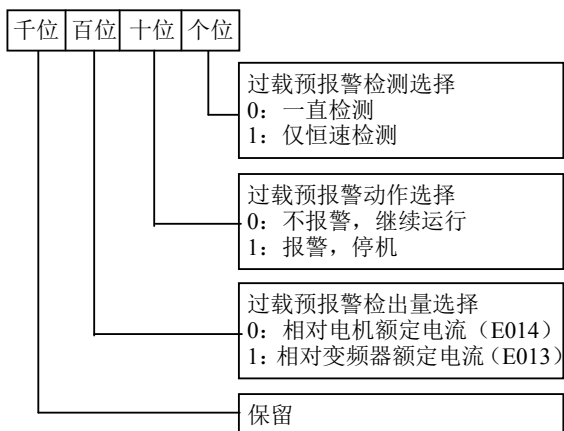 千位 百位 十位 个位
过载预报警检测选择
0：一直检测
1：仅恒速检测
过载预报警动作选择
0：不报警，继续运行
1：报警，停机
过载预报警检出量选择
0：相对电机额定电流（E014）
1：相对变频器额定电流（E013）
保留